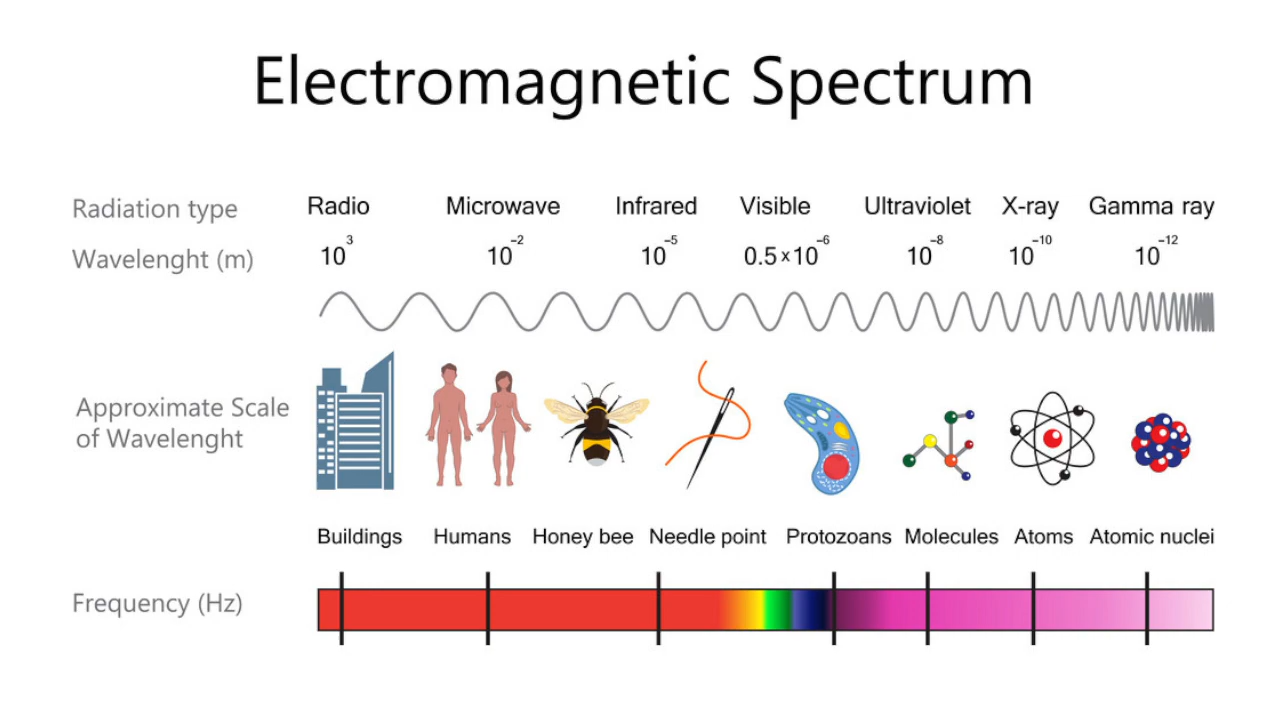 Electromagnetic Spectrum
Radiation type Radio Microwave Infrared Visible Ultraviolet X-ray Gamma ray
Wavelenght (m) 10³ 10⁻² 10⁻⁵ 0.5×10⁻⁶ 10⁻⁸ 10⁻¹⁰ 10⁻¹²
Approximate Scale
of Wavelenght
Buildings Humans Honey bee Needle point Protozoans Molecules Atoms Atomic nuclei
Frequency (Hz)